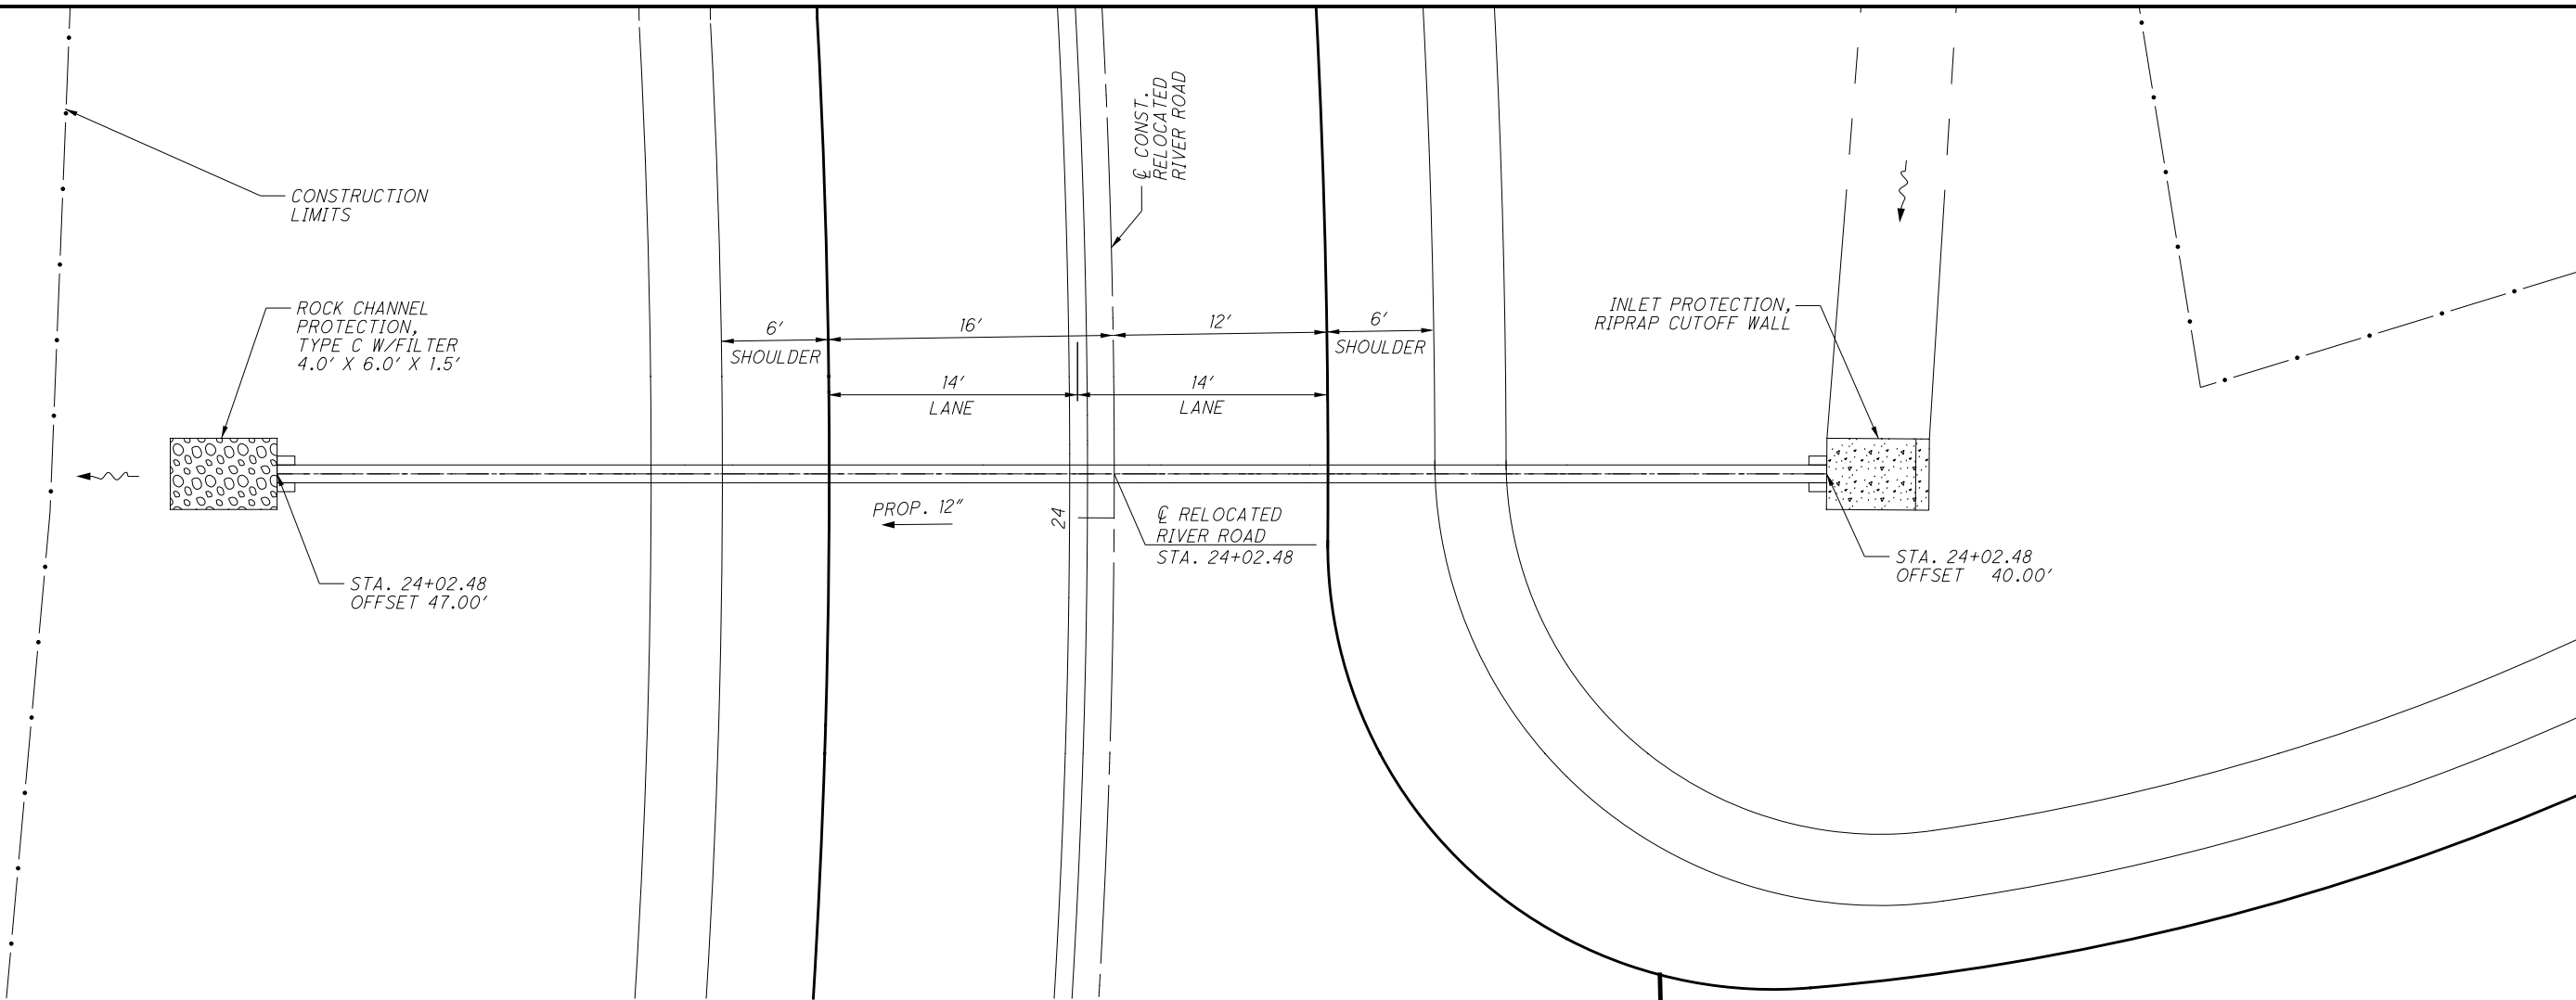 ℄ CONST.
RELOCATED
RIVER ROAD
CONSTRUCTION
LIMITS
ROCK CHANNEL
PROTECTION,
TYPE C W/FILTER
4.0' X 6.0' X 1.5'
INLET PROTECTION,
RIPRAP CUTOFF WALL
6'
SHOULDER
16'
12'
6'
SHOULDER
14'
LANE
14'
LANE
PROP. 12"
24
℄ RELOCATED
RIVER ROAD
STA. 24+02.48
STA. 24+02.48
OFFSET 40.00'
STA. 24+02.48
OFFSET 47.00'